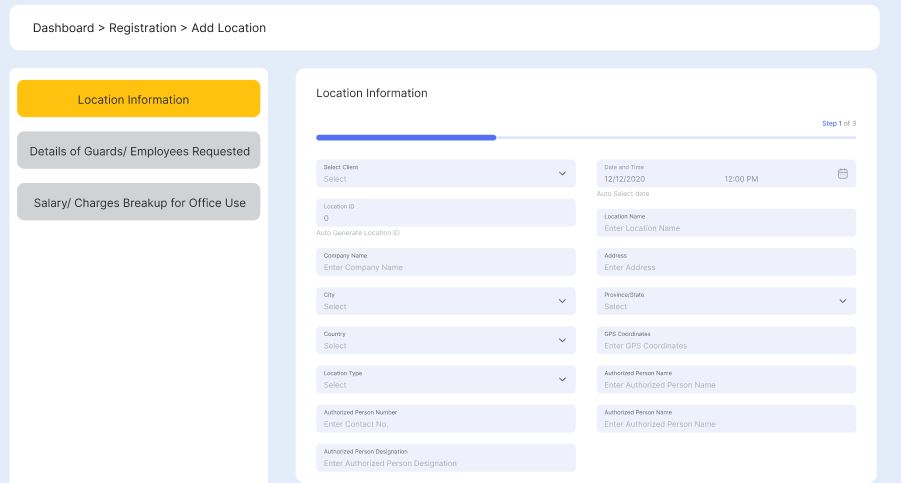 Dashboard > Registration > Add Location
Location Information
Details of Guards/ Employees Requested
Salary/ Charges Breakup for Office Use
Location Information
Step 1 of 3
Select Client
Select
Date and Time
12/12/2020 12:00 PM
Auto Select date
Location ID
0
Auto Generate Location ID
Location Name
Enter Location Name
Company Name
Enter Company Name
Address
Enter Address
City
Select
Province/State
Select
Country
Select
GPS Coordinates
Enter GPS Coordinates
Location Type
Select
Authorized Person Name
Enter Authorized Person Name
Authorized Person Number
Enter Contact No.
Authorized Person Name
Enter Authorized Person Name
Authorized Person Designation
Enter Authorized Person Designation